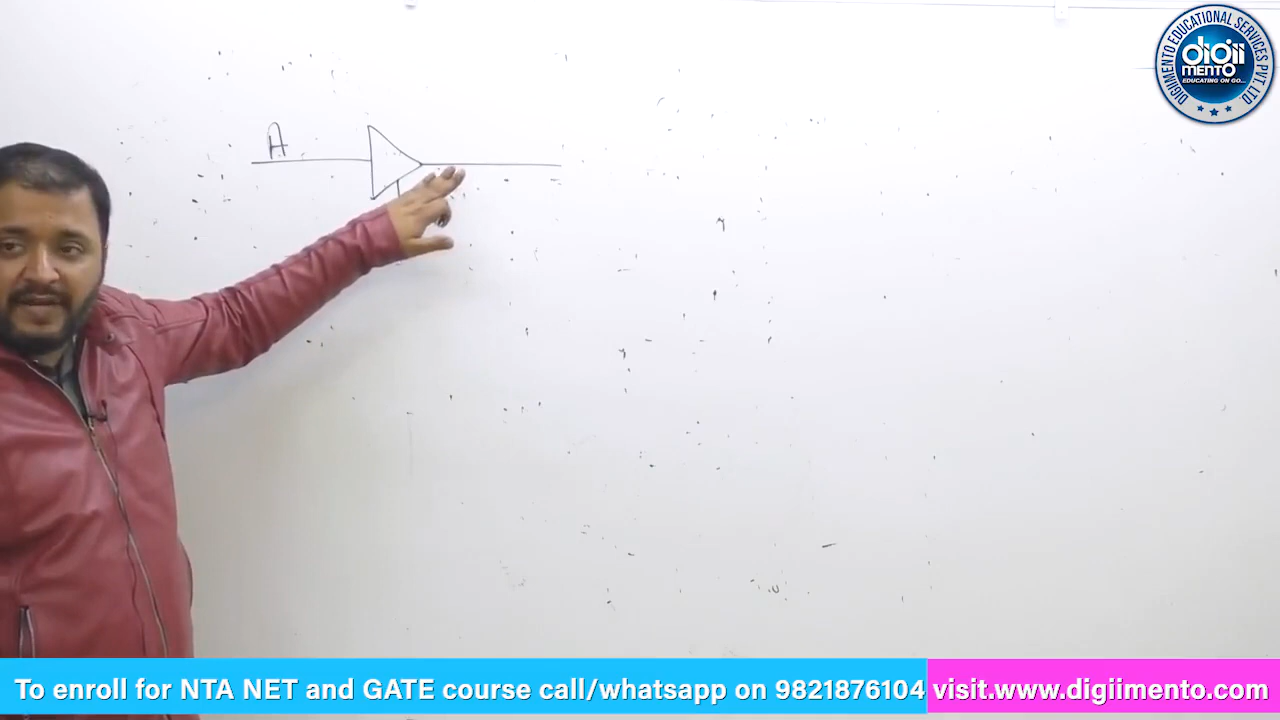 DIGIIMENTO EDUCATIONAL SERVICES PVT. LTD
DIGII
MENTO
EDUCATING ON GO...
A
To enroll for NTA NET and GATE course call/whatsapp on 9821876104 visit.www.digiimento.com